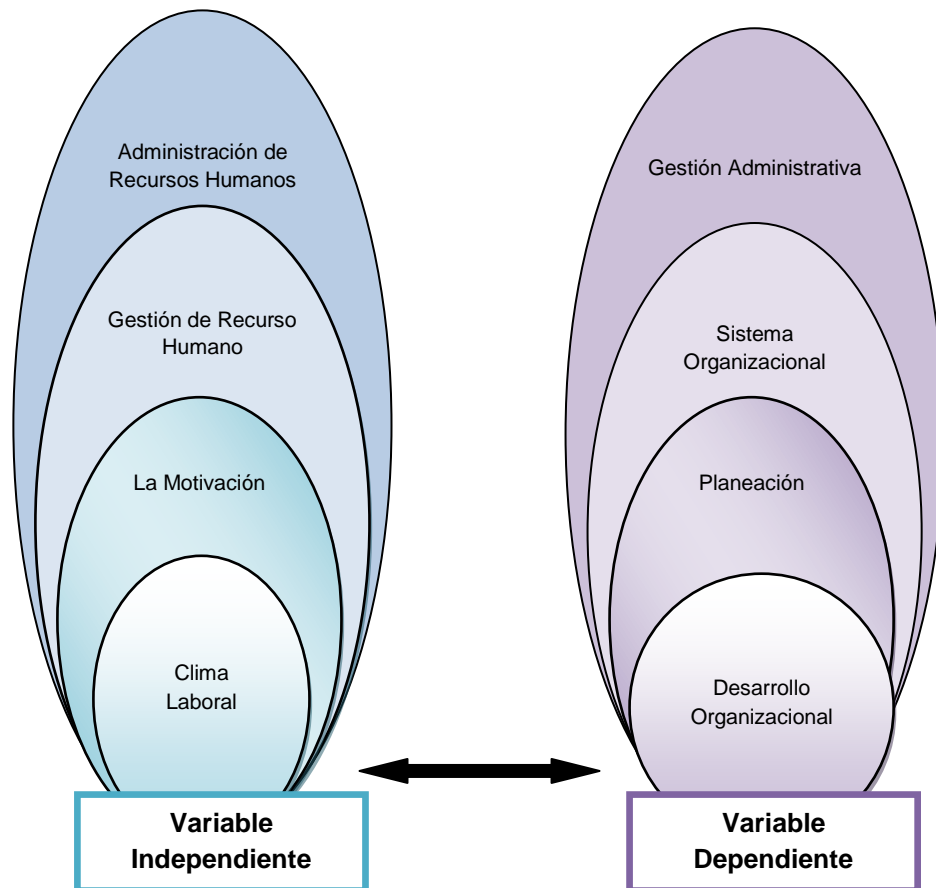 Administración de
Recursos Humanos
Gestión de Recurso
Humano
La Motivación
Clima
Laboral
Variable
Independiente
Gestión Administrativa
Sistema
Organizacional
Planeación
Desarrollo
Organizacional
Variable
Dependiente